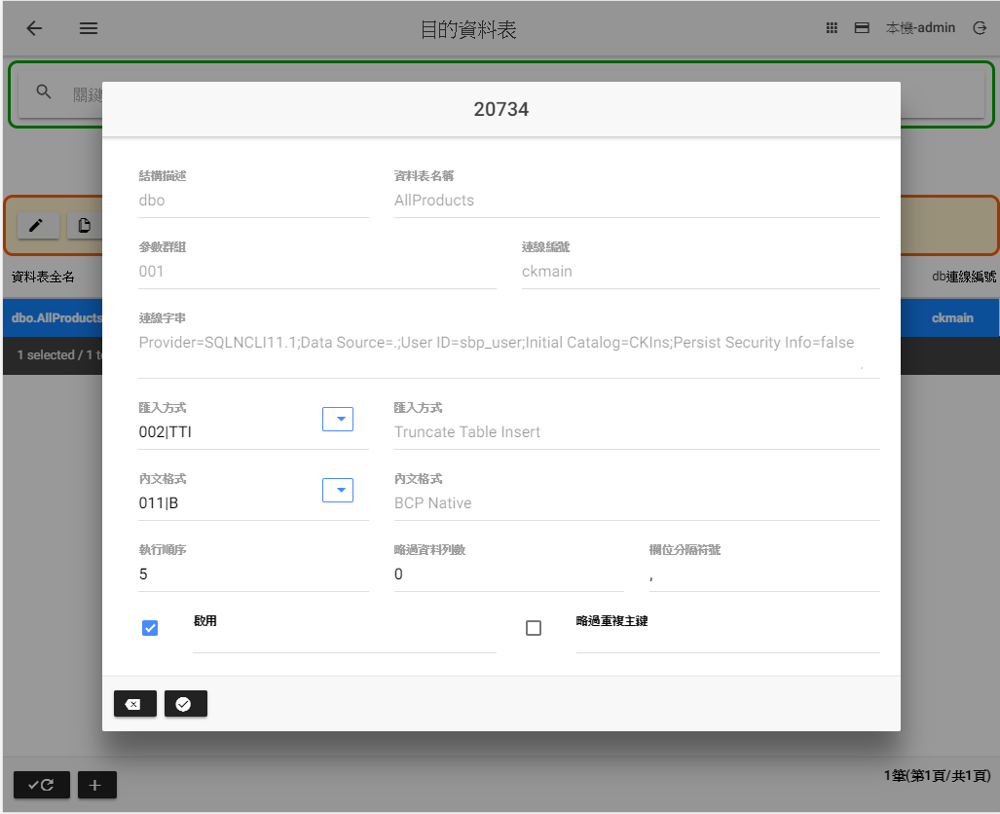 目的資料表
本機-admin
關鍵
20734
結構描述 資料表名稱
dbo AllProducts
參數群組 連線編號
001 ckmain
資料表全名 db連線編號
連線字串
dbo.AllProducts ckmain
Provider=SQLNCLI11.1;Data Source=.;User ID=sbp_user;Initial Catalog=CKIns;Persist Security Info=false
1 selected / 1
匯入方式 匯入方式
002|TTI Truncate Table Insert
內文格式 內文格式
011|B BCP Native
執行順序 略過資料列數 欄位分隔符號
5 0 ,
啟用 略過重複主鍵
1筆(第1頁/共1頁)